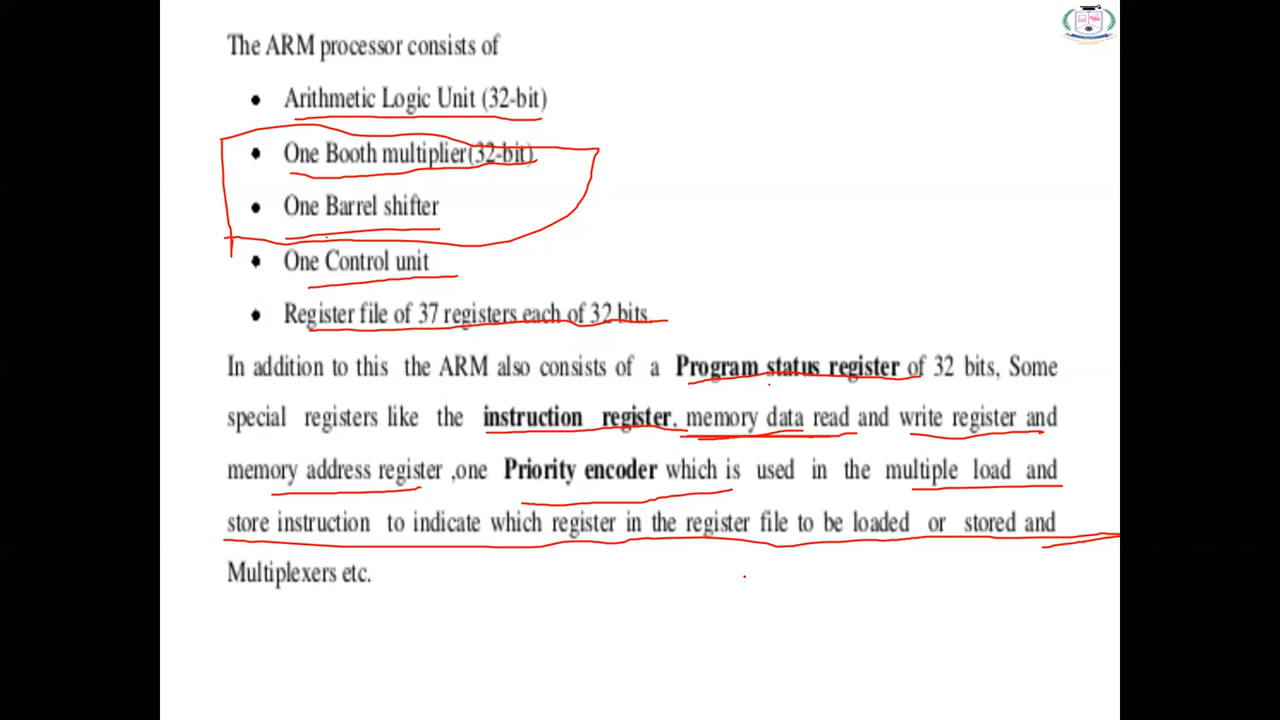 The ARM processor consists of
• Arithmetic Logic Unit (32-bit)
• One Booth multiplier(32-bit)
• One Barrel shifter
• One Control unit
• Register file of 37 registers each of 32 bits.
In addition to this the ARM also consists of a Program status register of 32 bits, Some
special registers like the instruction register, memory data read and write register and
memory address register ,one Priority encoder which is used in the multiple load and
store instruction to indicate which register in the register file to be loaded or stored and
Multiplexers etc.